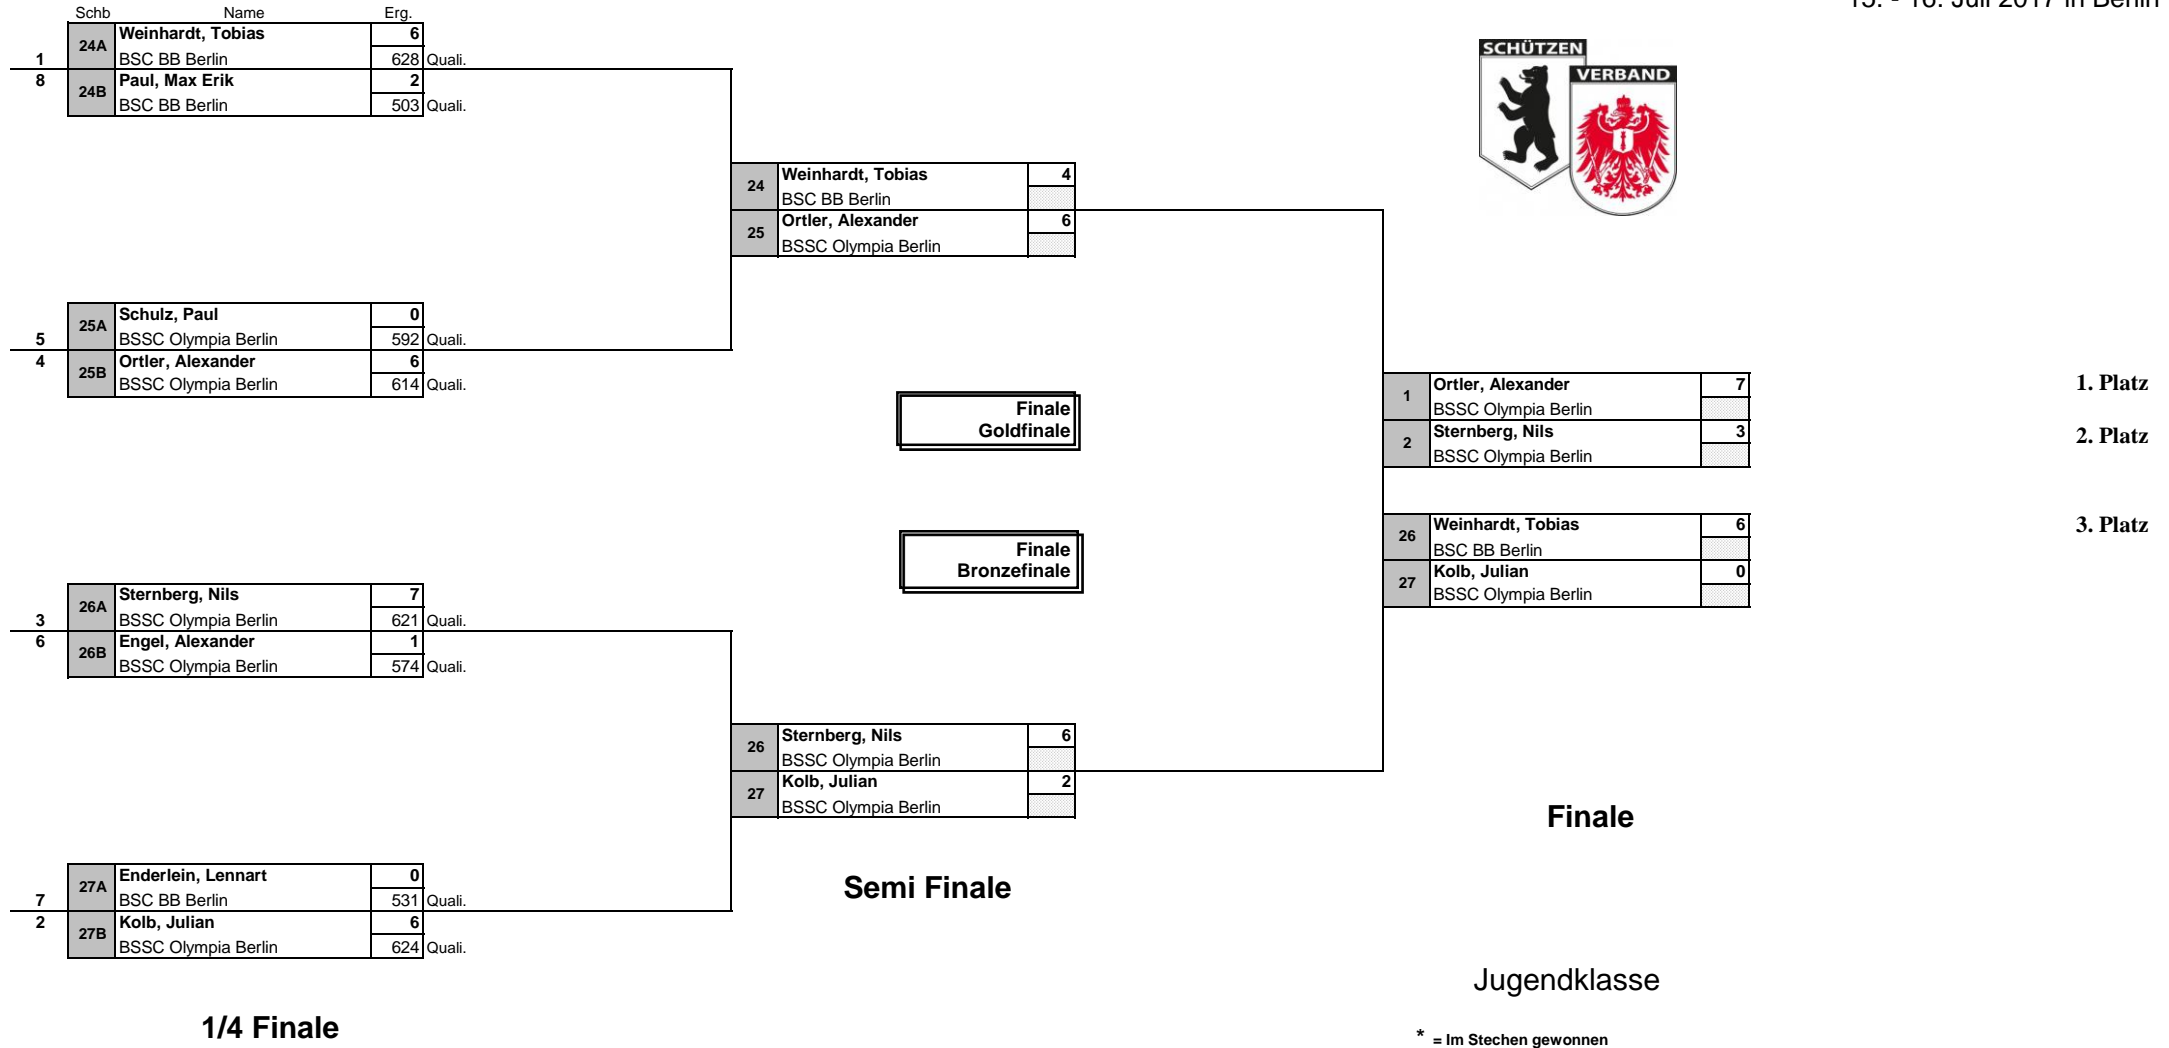 15. - 16. Juli 2017 in Berlin
Schb Name Erg.
24A Weinhardt, Tobias 6
1 BSC BB Berlin 628 Quali.
8 24B Paul, Max Erik 2
BSC BB Berlin 503 Quali.
SCHÜTZEN
VERBAND
24 Weinhardt, Tobias 4
BSC BB Berlin
25 Ortler, Alexander 6
BSSC Olympia Berlin
25A Schulz, Paul 0
5 BSSC Olympia Berlin 592 Quali.
4 25B Ortler, Alexander 6
BSSC Olympia Berlin 614 Quali.
1 Ortler, Alexander 7 1. Platz
BSSC Olympia Berlin
2 Sternberg, Nils 3 2. Platz
BSSC Olympia Berlin
Finale
Goldfinale
26 Weinhardt, Tobias 6 3. Platz
BSC BB Berlin
27 Kolb, Julian 0
BSSC Olympia Berlin
Finale
Bronzefinale
26A Sternberg, Nils 7
3 BSSC Olympia Berlin 621 Quali.
6 26B Engel, Alexander 1
BSSC Olympia Berlin 574 Quali.
26 Sternberg, Nils 6
BSSC Olympia Berlin
27 Kolb, Julian 2
BSSC Olympia Berlin
Finale
27A Enderlein, Lennart 0
7 BSC BB Berlin 531 Quali.
2 27B Kolb, Julian 6
BSSC Olympia Berlin 624 Quali.
Semi Finale
Jugendklasse
1/4 Finale
* = Im Stechen gewonnen